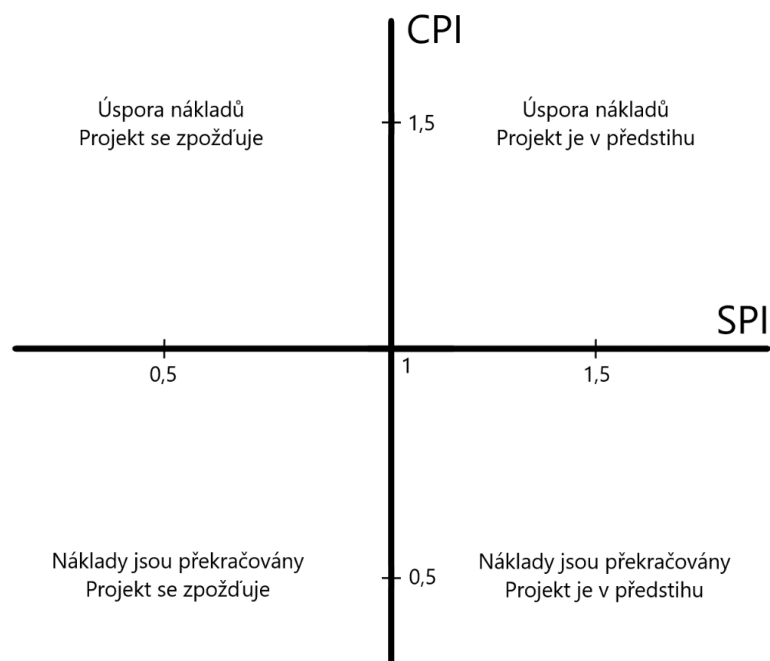 CPI
Úspora nákladů
Projekt se zpožďuje
1,5
Úspora nákladů
Projekt je v předstihu
SPI
0,5
1
1,5
Náklady jsou překračovány
Projekt se zpožďuje
0,5
Náklady jsou překračovány
Projekt je v předstihu